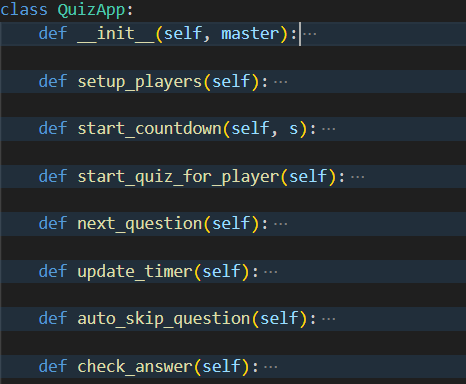 class QuizApp:
    def __init__(self, master):···
    def setup_players(self):···
    def start_countdown(self, s):···
    def start_quiz_for_player(self):···
    def next_question(self):···
    def update_timer(self):···
    def auto_skip_question(self):···
    def check_answer(self):···